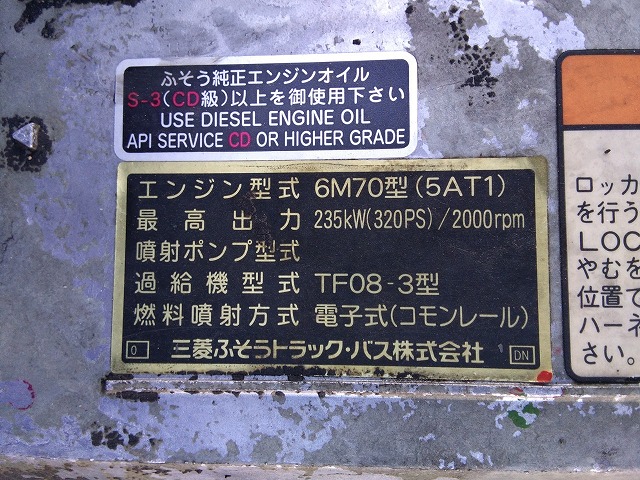 ふそう純正エンジンオイル
S-3(CD級)以上を御使用下さい
USE DIESEL ENGINE OIL
API SERVICE CD OR HIGHER GRADE
エンジン型式 6M70型(5AT1)
最高出力 235kW(320PS)/2000rpm
噴射ポンプ型式
過給機型式 TF08-3型
燃料噴射方式 電子式(コモンレール)
0 三菱ふそうトラック・バス株式会社 DN
ロッカ
を行う
LOC
やむを
位置で
ハーネ
さい。